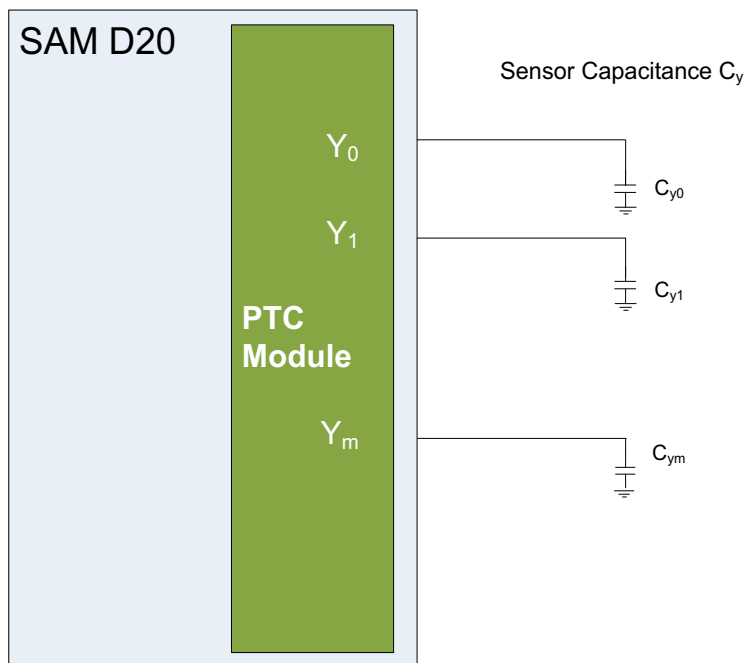 SAM D20
Sensor Capacitance Cy
Y0
Cy0
Y1
Cy1
PTC
Module
Ym
Cym